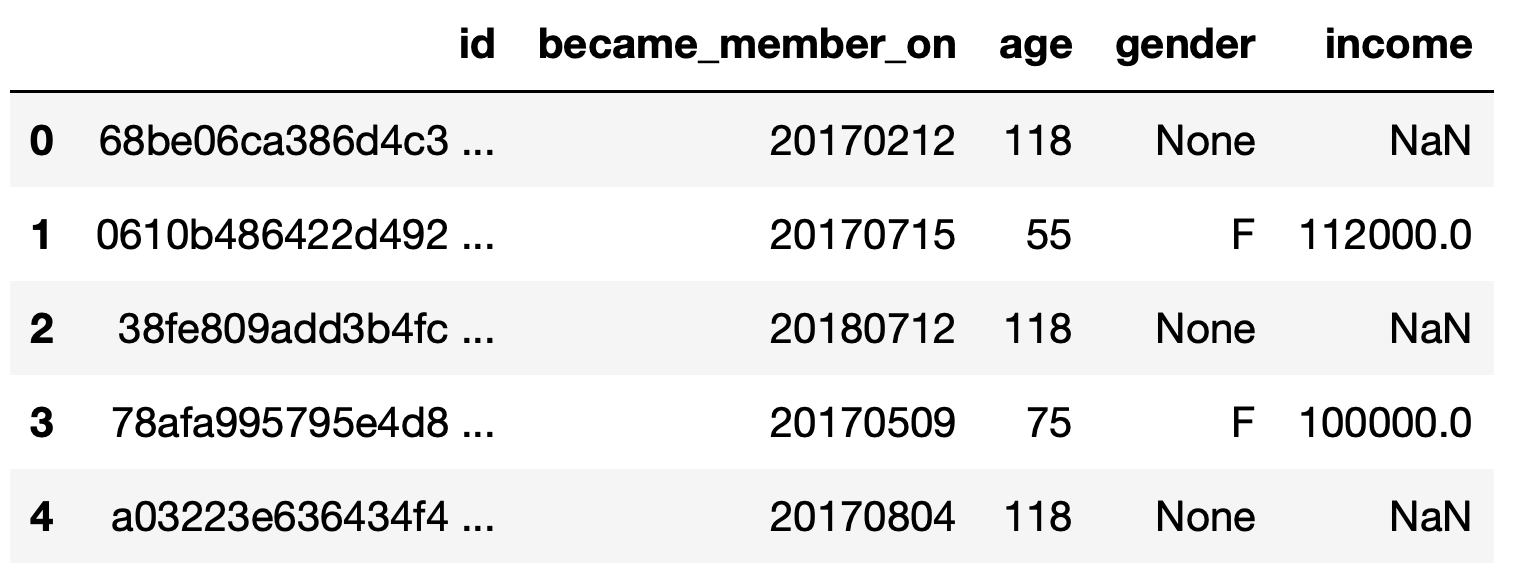 id became_member_on age gender income
0 68be06ca386d4c3 ... 20170212 118 None NaN
1 0610b486422d492 ... 20170715 55 F 112000.0
2 38fe809add3b4fc ... 20180712 118 None NaN
3 78afa995795e4d8 ... 20170509 75 F 100000.0
4 a03223e636434f4 ... 20170804 118 None NaN